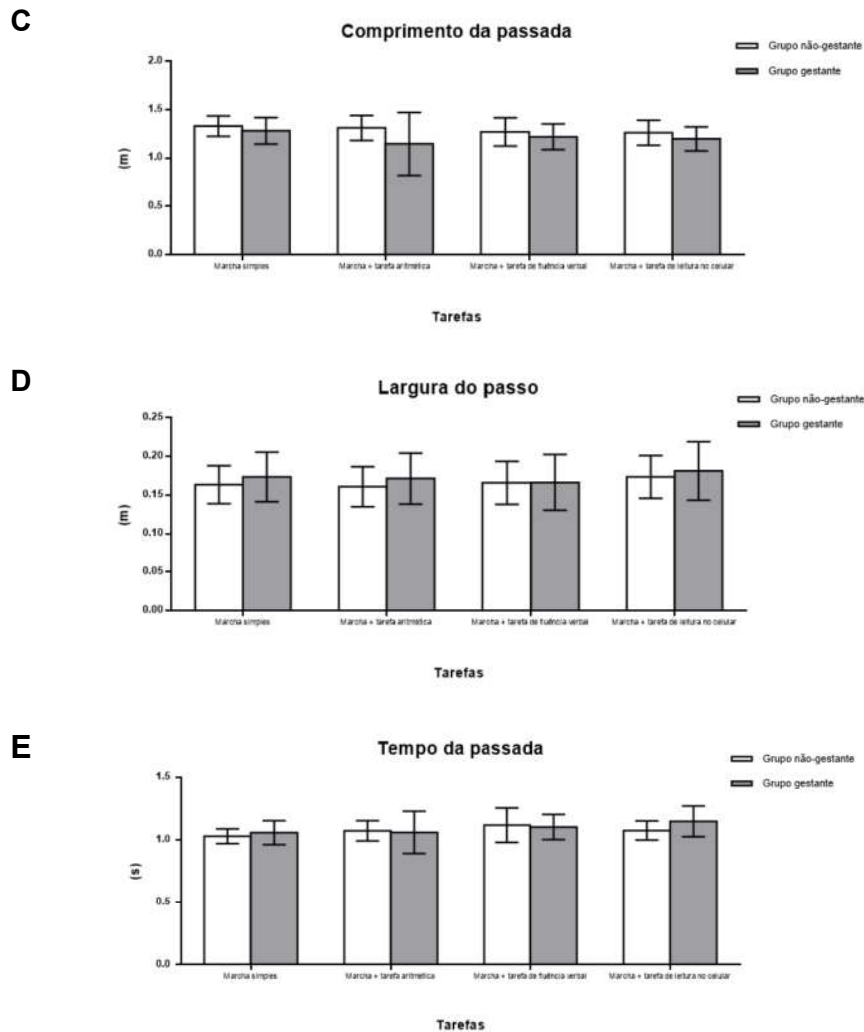 C
Comprimento da passada
Grupo não-gestante
Grupo gestante
2.0
1.5
1.0
0.5
0.0
(m)
Marcha simples
Marcha + tarefa aritmética
Marcha + tarefa de fluência verbal
Marcha + tarefa de leitura no celular
Tarefas
D
Largura do passo
Grupo não-gestante
Grupo gestante
0.25
0.20
0.15
0.10
0.05
0.00
(m)
Marcha simples
Marcha + tarefa aritmética
Marcha + tarefa de fluência verbal
Marcha + tarefa de leitura no celular
Tarefas
E
Tempo da passada
Grupo não-gestante
Grupo gestante
1.5
1.0
0.5
0.0
(s)
Marcha simples
Marcha + tarefa aritmética
Marcha + tarefa de fluência verbal
Marcha + tarefa de leitura no celular
Tarefas